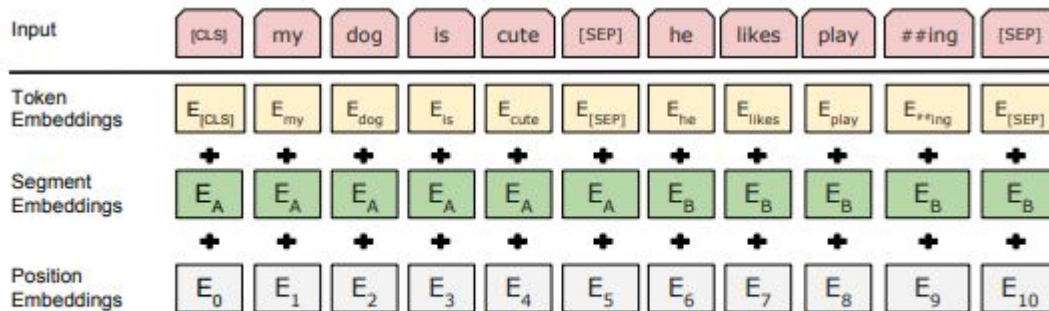 Input [CLS] my dog is cute [SEP] he likes play ##ing [SEP]
Token Embeddings E[CLS] Emy Edog Eis Ecute E[SEP] Ehe Elikes Eplay E##ing E[SEP]
+ + + + + + + + + + +
Segment Embeddings EA EA EA EA EA EA EB EB EB EB EB
+ + + + + + + + + + +
Position Embeddings E0 E1 E2 E3 E4 E5 E6 E7 E8 E9 E10